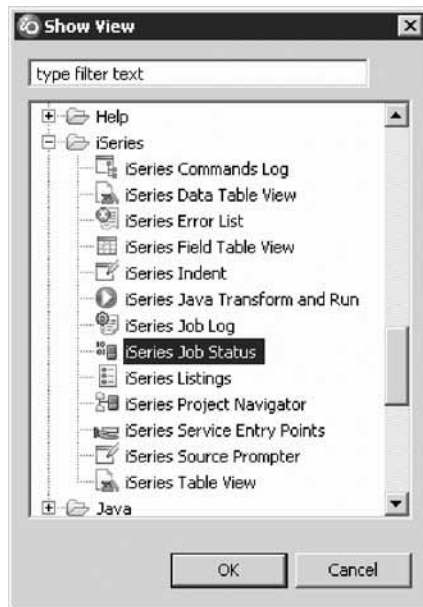 Show View
type filter text
Help
iSeries
iSeries Commands Log
iSeries Data Table View
iSeries Error List
iSeries Field Table View
iSeries Indent
iSeries Java Transform and Run
iSeries Job Log
iSeries Job Status
iSeries Listings
iSeries Project Navigator
iSeries Service Entry Points
iSeries Source Prompter
iSeries Table View
Java
OK Cancel